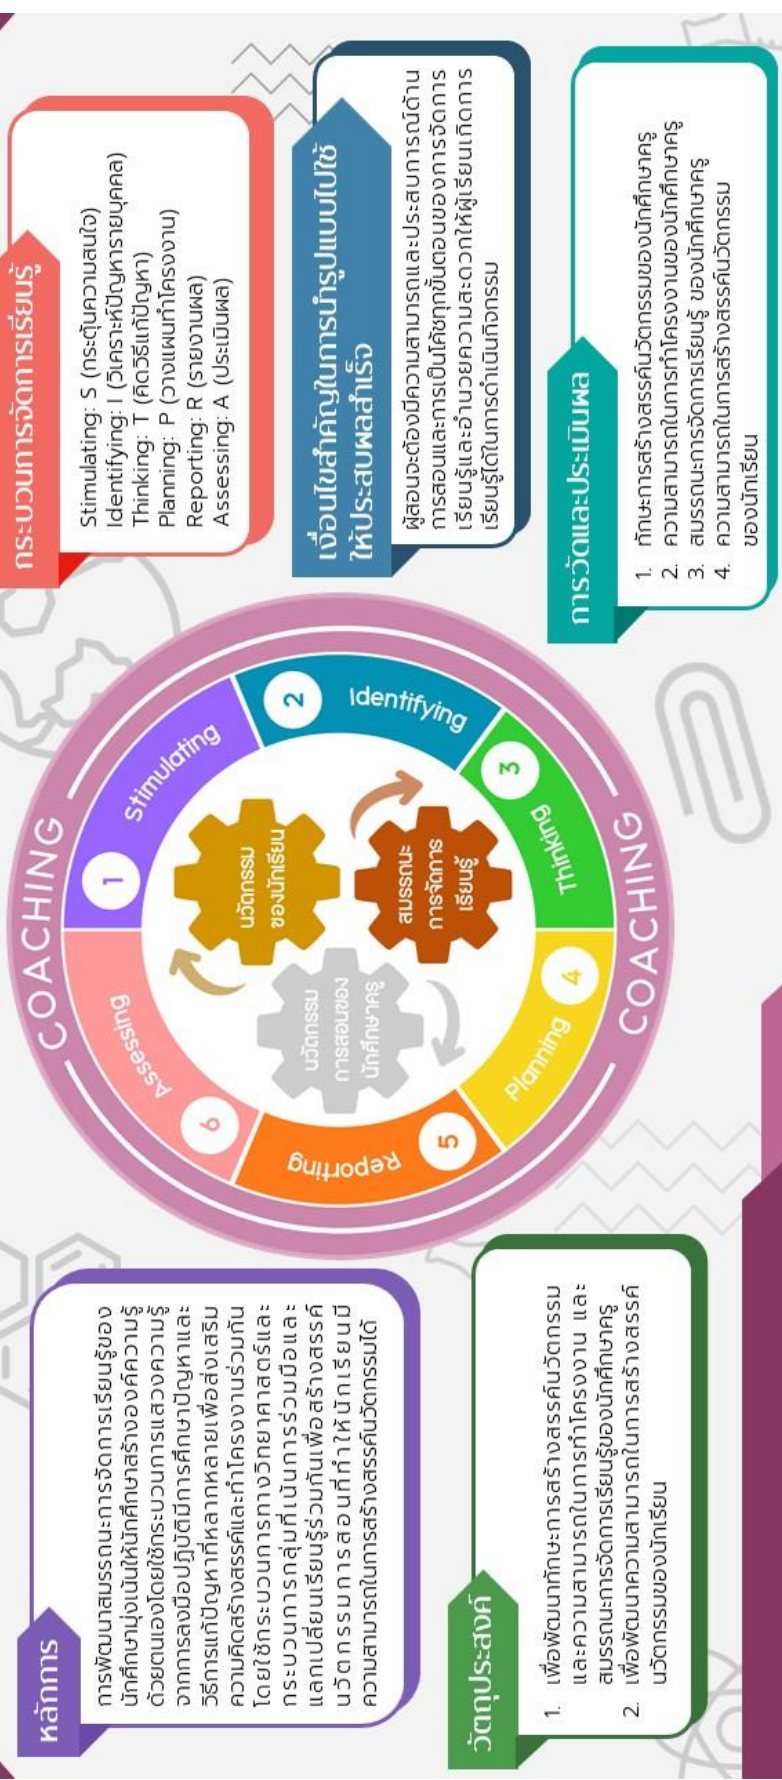 หลักการ
การพัฒนาสมรรถนะการจัดการเรียนรู้ของ
นักศึกษามุ่งเน้นให้นักศึกษาสร้างองค์ความรู้
ด้วยตนเองโดยใช้กระบวนการแสวงความรู้
จากการลงมือปฏิบัติมีการศึกษาปัญหาและ
วิธีการแก้ปัญหาที่หลากหลายเพื่อส่งเสริม
ความคิดสร้างสรรค์และทำโครงงานร่วมกัน
โดยใช้กระบวนการทางวิทยาศาสตร์และ
กระบวนการกลุ่มที่เน้นการร่วมมือและ
แลกเปลี่ยนเรียนรู้ร่วมกันเพื่อสร้างสรรค์
นวัตกรรมการสอนที่ทำให้นักเรียนมี
ความสามารถในการสร้างสรรค์นวัตกรรมได้
วัตถุประสงค์
1. เพื่อพัฒนาทักษะการสร้างสรรค์นวัตกรรม
และความสามารถในการทำโครงงาน และ
สมรรถนะการจัดการเรียนรู้ของนักศึกษาครู
2. เพื่อพัฒนาความสามารถในการสร้างสรรค์
นวัตกรรมของนักเรียน
COACHING
1 Stimulating
2 Identifying
3 Thinking
4 Planning
5 Reporting
6 Assessing
นวัตกรรม
ของนักเรียน
สมรรถนะ
การจัดการ
เรียนรู้
นวัตกรรม
การสอนของ
นักศึกษาครู
COACHING
กระบวนการจัดการเรียนรู้
Stimulating: S (กระตุ้นความสนใจ)
Identifying: I (วิเคราะห์ปัญหารายบุคคล)
Thinking: T (คิดวิธีแก้ปัญหา)
Planning: P (วางแผนทำโครงงาน)
Reporting: R (รายงานผล)
Assessing: A (ประเมินผล)
เงื่อนไขสำคัญในการนำรูปแบบไปใช้
ให้ประสบผลสำเร็จ
ผู้สอนจะต้องมีความสามารถและประสบการณ์ด้าน
การสอนและการเป็นโค้ชทุกขั้นตอนของการจัดการ
เรียนรู้และอำนวยความสะดวกให้ผู้เรียนเกิดการ
เรียนรู้ได้ในการดำเนินกิจกรรม
การวัดและประเมินผล
1. ทักษะการสร้างสรรค์นวัตกรรมของนักศึกษาครู
2. ความสามารถในการทำโครงงานของนักศึกษาครู
3. สมรรถนะการจัดการเรียนรู้ ของนักศึกษาครู
4. ความสามารถในการสร้างสรรค์นวัตกรรม
ของนักเรียน